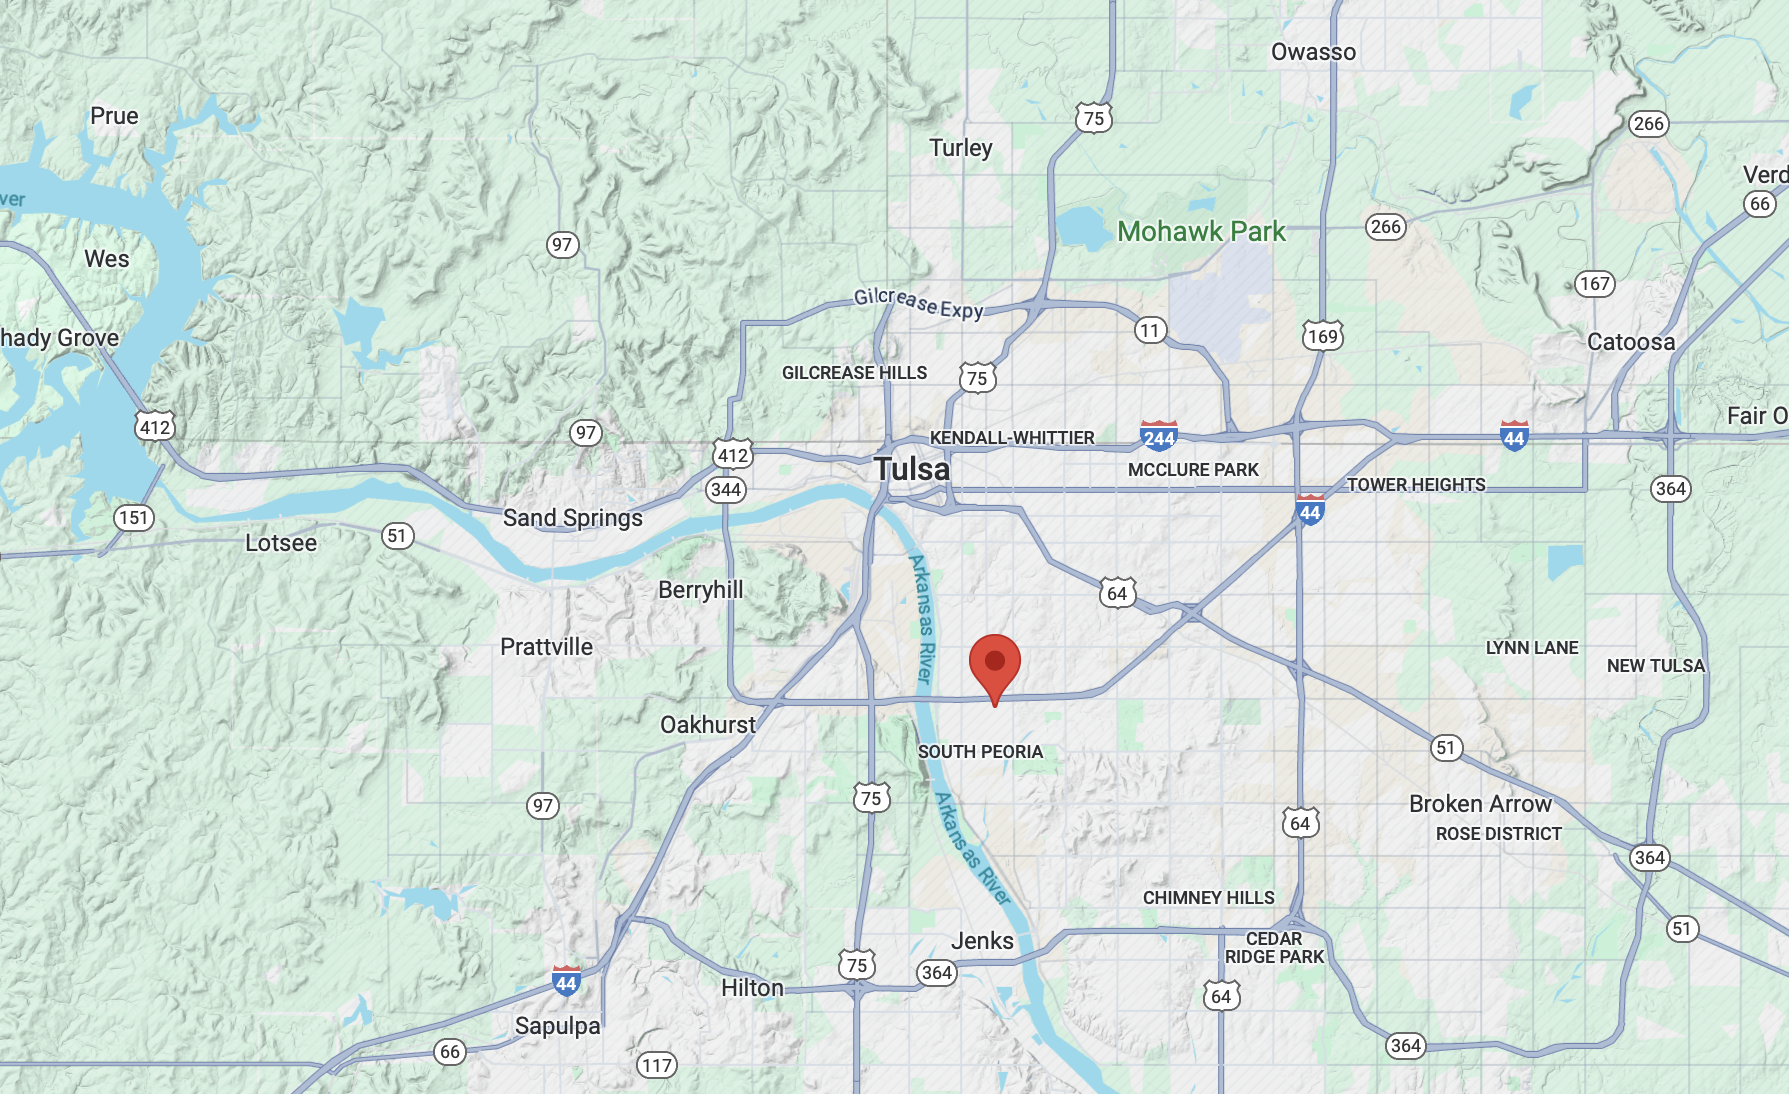 Owasso
Prue
75
266
Turley
Verd
ver
66
266
Mohawk Park
97
Wes
167
Gilcrease Expy
11
169
hady Grove
Catoosa
GILCREASE HILLS
75
Fair O
412
97
KENDALL-WHITTIER
244
44
412
Tulsa
MCCLURE PARK
344
TOWER HEIGHTS
364
151
Sand Springs
44
51
Lotsee
Arkansas River
Berryhill
64
Prattville
LYNN LANE
NEW TULSA
Oakhurst
SOUTH PEORIA
51
75
97
Arkansas River
64
Broken Arrow
ROSE DISTRICT
364
CHIMNEY HILLS
51
Jenks
CEDAR
RIDGE PARK
75
364
44
Hilton
64
Sapulpa
66
117
364